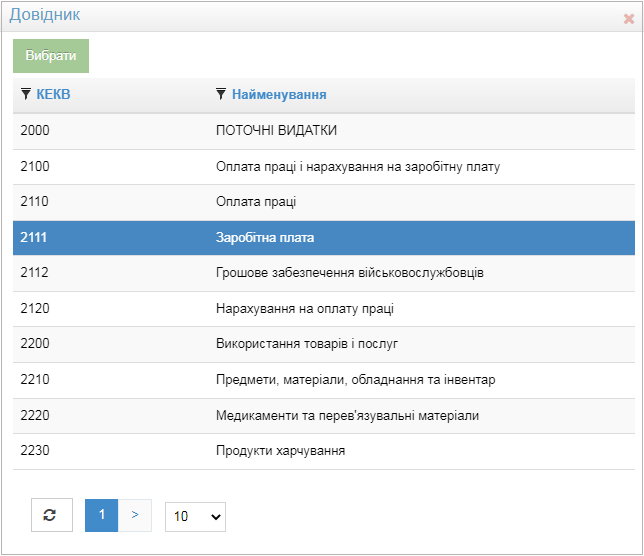 Довідник
Вибрати
КЕКВ Найменування
2000 ПОТОЧНІ ВИДАТКИ
2100 Оплата праці і нарахування на заробітну плату
2110 Оплата праці
2111 Заробітна плата
2112 Грошове забезпечення військовослужбовців
2120 Нарахування на оплату праці
2200 Використання товарів і послуг
2210 Предмети, матеріали, обладнання та інвентар
2220 Медикаменти та перев'язувальні матеріали
2230 Продукти харчування
1 > 10